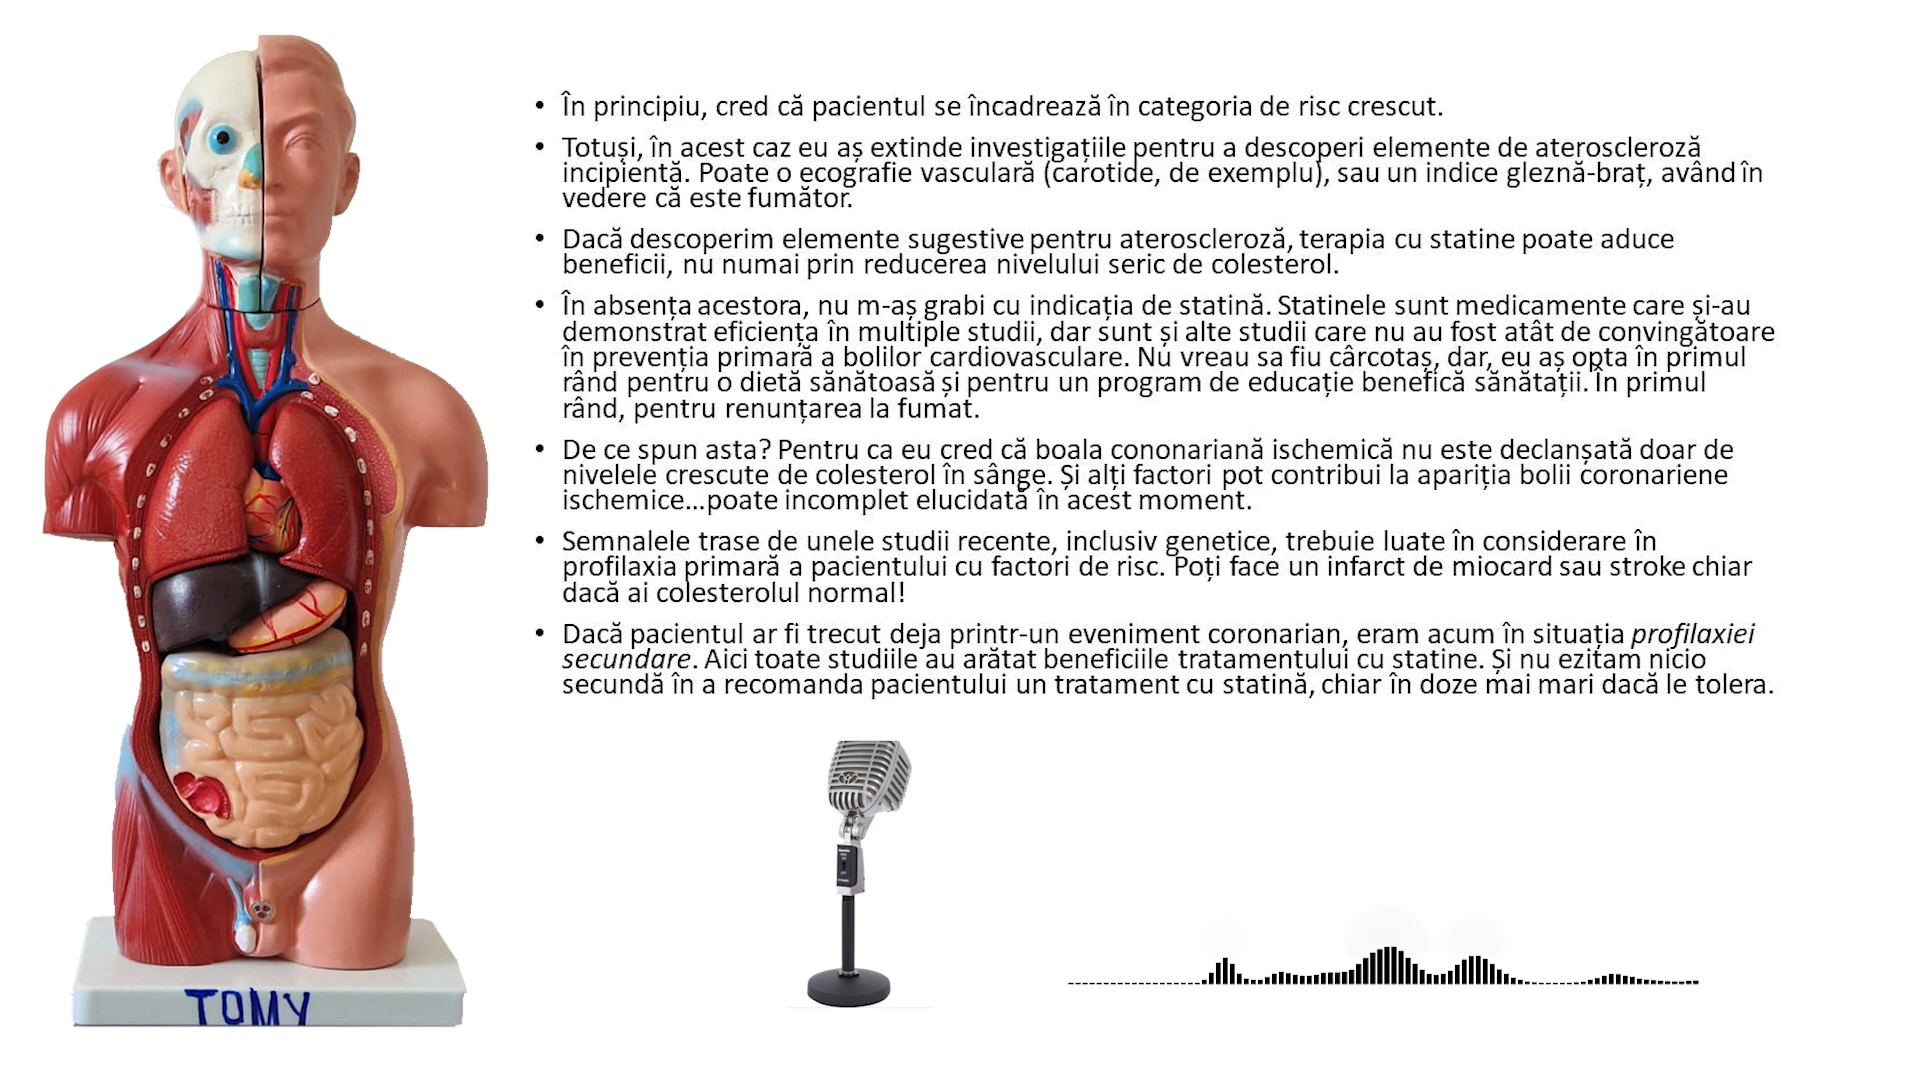 • În principiu, cred că pacientul se încadrează în categoria de risc crescut.
• Totuși, în acest caz eu aș extinde investigațiile pentru a descoperi elemente de ateroscleroză
incipientă. Poate o ecografie vasculară (carotide, de exemplu), sau un indice gleznă-braț, având în
vedere că este fumător.
• Dacă descoperim elemente sugestive pentru ateroscleroză, terapia cu statine poate aduce
beneficii, nu numai prin reducerea nivelului seric de colesterol.
• În absența acestora, nu m-aș grabi cu indicația de statină. Statinele sunt medicamente care și-au
demonstrat eficiența în multiple studii, dar sunt și alte studii care nu au fost atât de convingătoare
în prevenția primară a bolilor cardiovasculare. Nu vreau sa fiu cârcotaș, dar, eu aș opta în primul
rând pentru o dietă sănătoasă și pentru un program de educație benefică sănătații. În primul
rând, pentru renunțarea la fumat.
• De ce spun asta? Pentru ca eu cred că boala cononariană ischemică nu este declanșată doar de
nivelele crescute de colesterol în sânge. Și alți factori pot contribui la apariția bolii coronariene
ischemice...poate incomplet elucidată în acest moment.
• Semnalele trase de unele studii recente, inclusiv genetice, trebuie luate în considerare în
profilaxia primară a pacientului cu factori de risc. Poți face un infarct de miocard sau stroke chiar
dacă ai colesterolul normal!
• Dacă pacientul ar fi trecut deja printr-un eveniment coronarian, eram acum în situația profilaxiei
secundare. Aici toate studiile au arătat beneficiile tratamentului cu statine. Și nu ezitam nicio
secundă în a recomanda pacientului un tratament cu statină, chiar în doze mai mari dacă le tolera.
TOMY